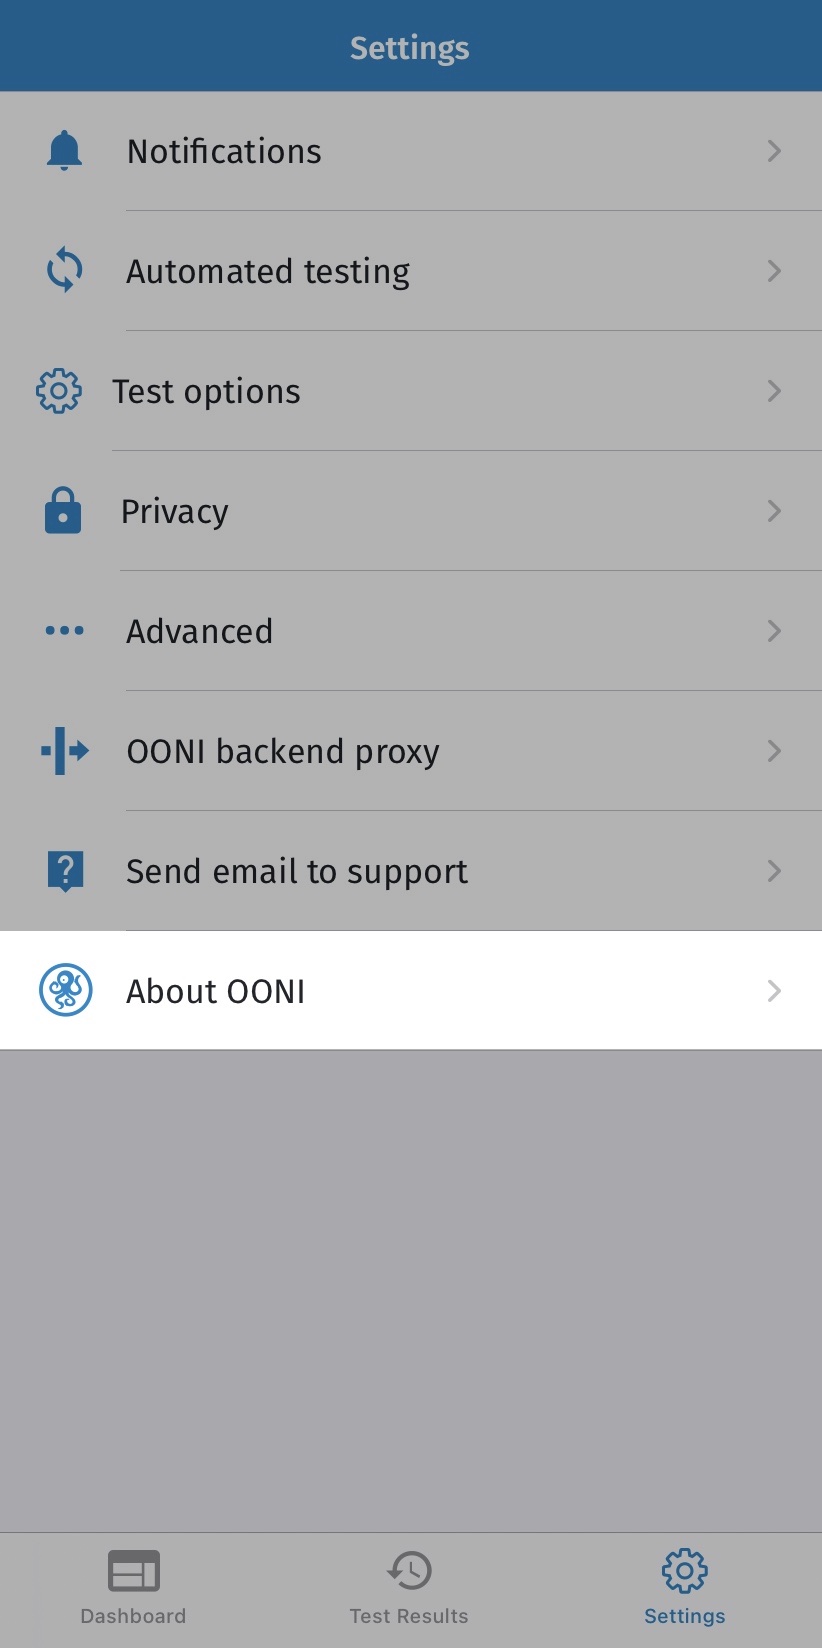 Settings
Notifications
Automated testing
Test options
Privacy
Advanced
OONI backend proxy
Send email to support
About OONI
Dashboard
Test Results
Settings